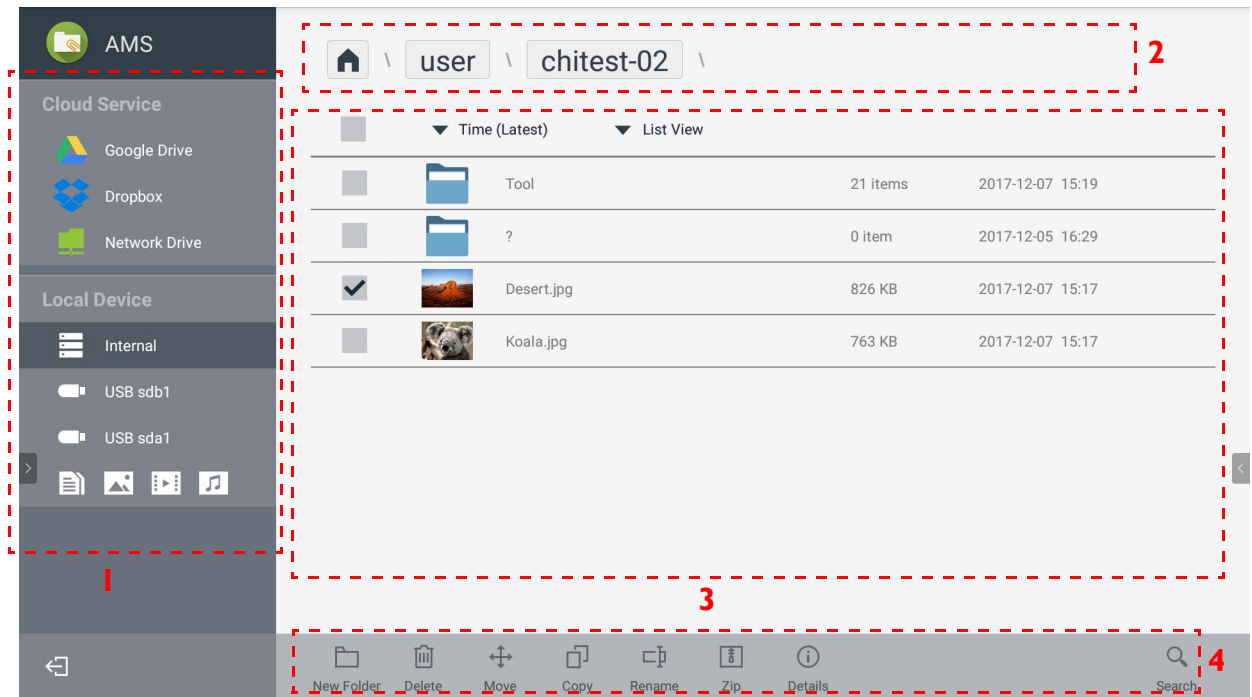 AMS
Cloud Service
Google Drive
Dropbox
Network Drive
Local Device
Internal
USB sdb1
USB sda1
1
\ user \ chitest-02 \
2
Time (Latest) List View
Tool 21 items 2017-12-07 15:19
? 0 item 2017-12-05 16:29
Desert.jpg 826 KB 2017-12-07 15:17
Koala.jpg 763 KB 2017-12-07 15:17
3
New Folder Delete Move Copy Rename Zip Details Search
4